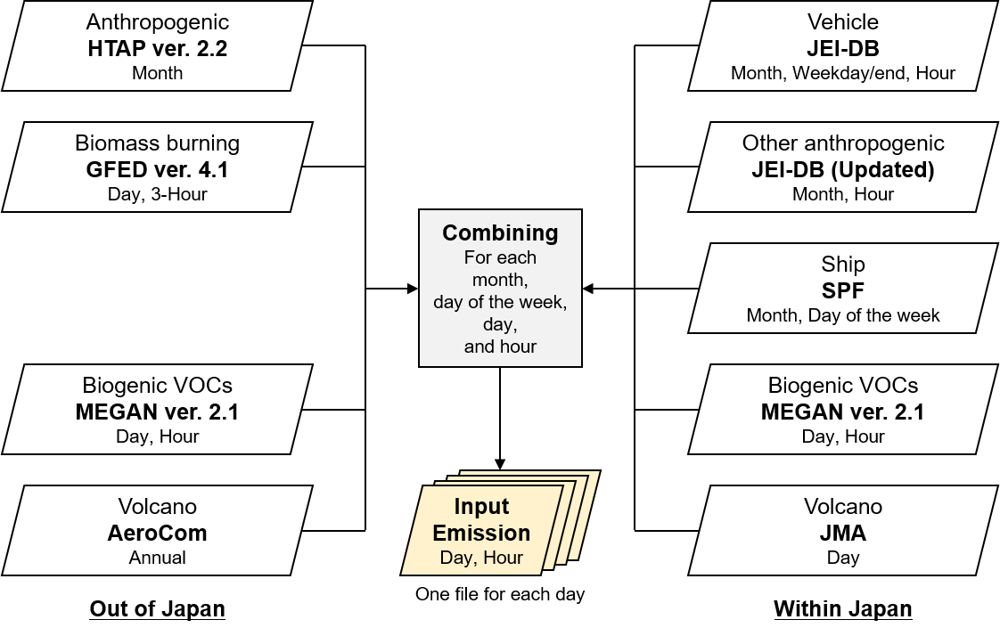 Anthropogenic
HTAP ver. 2.2
Month
Biomass burning
GFED ver. 4.1
Day, 3-Hour
Biogenic VOCs
MEGAN ver. 2.1
Day, Hour
Volcano
AeroCom
Annual
Out of Japan
Combining
For each
month,
day of the week,
day,
and hour
Input
Emission
Day, Hour
One file for each day
Vehicle
JEI-DB
Month, Weekday/end, Hour
Other anthropogenic
JEI-DB (Updated)
Month, Hour
Ship
SPF
Month, Day of the week
Biogenic VOCs
MEGAN ver. 2.1
Day, Hour
Volcano
JMA
Day
Within Japan